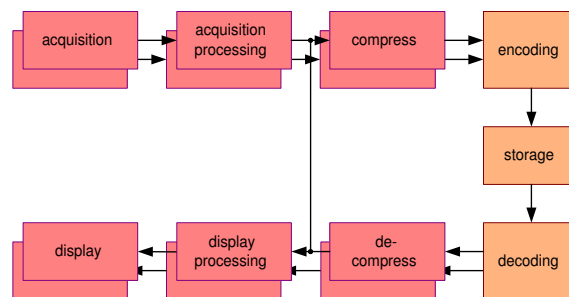 acquisition
acquisition
processing
compress
encoding
storage
display
display
processing
de-
compress
decoding